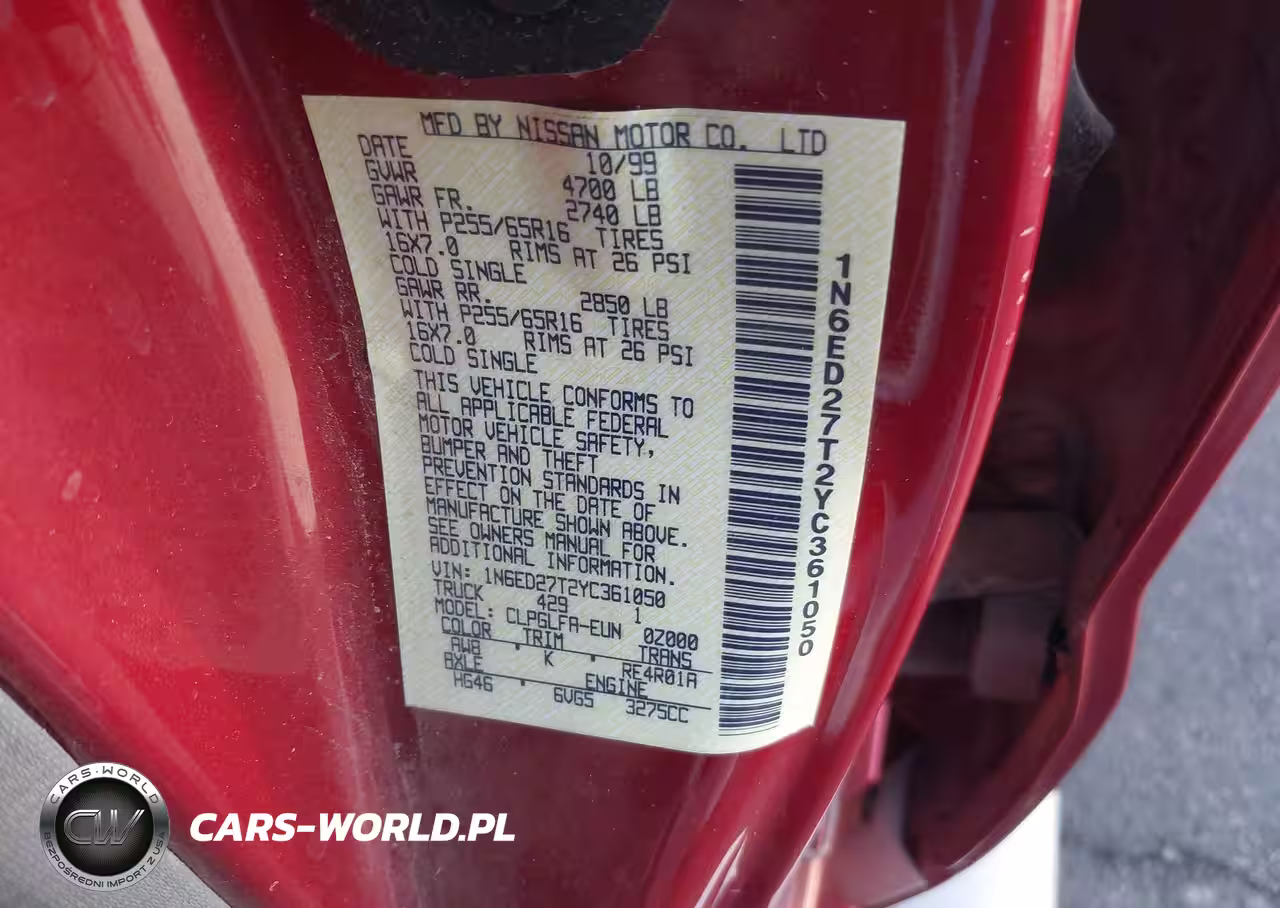 MFD BY NISSAN MOTOR CO. LTD
DATE 10/99
GVWR 4700 LB
GAWR FR. 2740 LB
WITH P255/65R16 TIRES
16X7.0 RIMS AT 26 PSI
COLD SINGLE
GAWR RR. 2850 LB
WITH P255/65R16 TIRES
16X7.0 RIMS AT 26 PSI
COLD SINGLE
THIS VEHICLE CONFORMS TO
ALL APPLICABLE FEDERAL
MOTOR VEHICLE SAFETY,
BUMPER AND THEFT
PREVENTION STANDARDS IN
EFFECT ON THE DATE OF
MANUFACTURE SHOWN ABOVE.
SEE OWNERS MANUAL FOR
ADDITIONAL INFORMATION.
VIN: 1N6ED27T2YC361050
TRUCK 429 1
MODEL: CLPGLFA-EUN 0Z000
COLOR TRIM TRANS
AW8 K RE4R01A
AXLE ENGINE
HG46 6VG5 3275CC
1N6ED27T2YC361050
CARS-WORLD
CW
BEZPOŚREDNI IMPORT Z USA
CARS-WORLD.PL